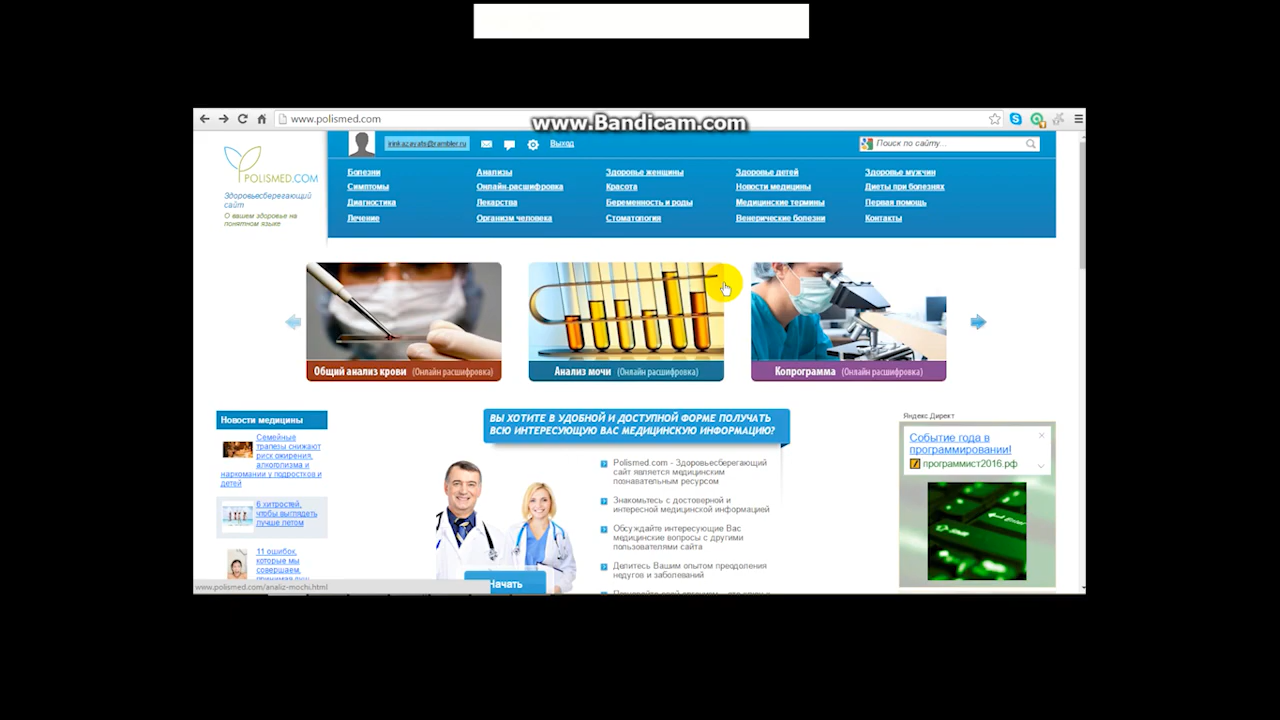 www.Bandicam.com
www.polismed.com
irinkazayats@rambler.ru
Выход
Поиск по сайту...
POLISMED.COM
Здоровьесберегающий
сайт
О вашем здоровье на
понятном языке
Болезни
Анализы
Здоровье женщины
Здоровье детей
Здоровье мужчин
Симптомы
Онлайн-расшифровка
Красота
Новости медицины
Диеты при болезнях
Диагностика
Лекарства
Беременность и роды
Медицинские термины
Первая помощь
Лечение
Организм человека
Стоматология
Венерические болезни
Контакты
Общий анализ крови (Онлайн расшифровка)
Анализ мочи (Онлайн расшифровка)
Копрограмма (Онлайн расшифровка)
Новости медицины
Семейные
трапезы снижают
риск ожирения,
алкоголизма и
наркомании у подростков и
детей
6 хитростей,
чтобы выглядеть
лучше летом
11 ошибок,
которые мы
совершаем,
ВЫ ХОТИТЕ В УДОБНОЙ И ДОСТУПНОЙ ФОРМЕ ПОЛУЧАТЬ
ВСЮ ИНТЕРЕСУЮЩУЮ ВАС МЕДИЦИНСКУЮ ИНФОРМАЦИЮ?
Polismed.com - Здоровьесберегающий
сайт является медицинским
познавательным ресурсом
Знакомьтесь с достоверной и
интересной медицинской информацией
Обсуждайте интересующие Вас
медицинские вопросы с другими
пользователями сайта
Делитесь Вашим опытом преодоления
недугов и заболеваний
Начать
Яндекс Директ
Событие года в
программировании!
программист2016.рф
www.polismed.com/analiz-mochi.html